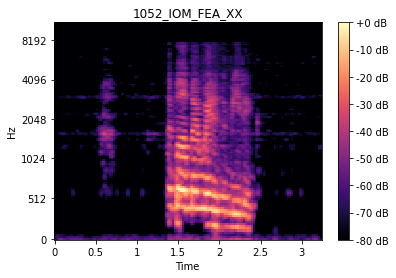 1052_IOM_FEA_XX
+0 dB
8192
-10 dB
4096
-20 dB
-30 dB
2048
Hz
-40 dB
1024
-50 dB
512
-60 dB
-70 dB
0
-80 dB
0 0.5 1 1.5 2 2.5 3
Time